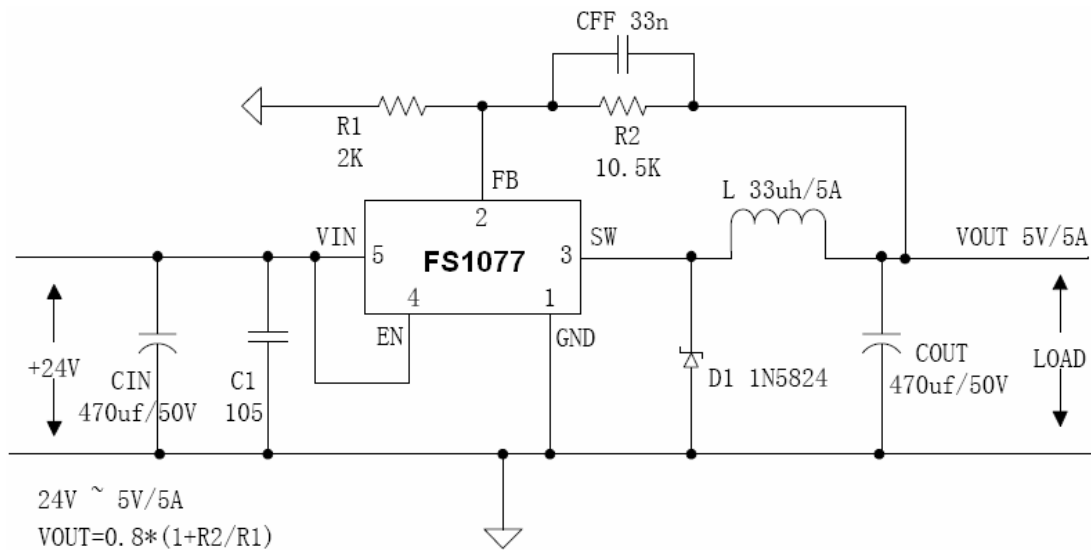 CFF 33n
R1
2K
R2
10.5K
FB
L 33uh/5A
2
VIN
SW
VOUT 5V/5A
5
FS1077
3
4
1
EN
GND
+24V
CIN
470uf/50V
C1
105
D1 1N5824
COUT
470uf/50V
LOAD
24V ~ 5V/5A
VOUT=0.8*(1+R2/R1)